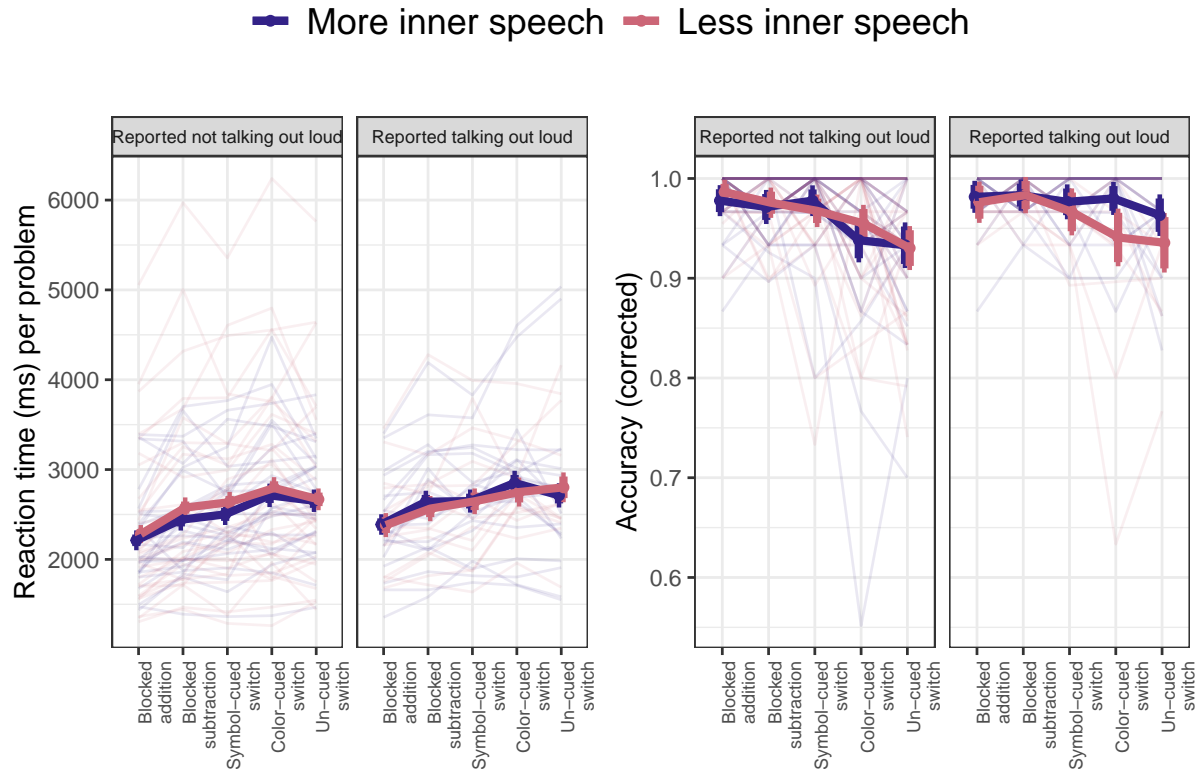 More inner speech Less inner speech
Reported not talking out loud
Reported talking out loud
Reported not talking out loud
Reported talking out loud
Reaction time (ms) per problem
6000
5000
4000
3000
2000
Accuracy (corrected)
1.0
0.9
0.8
0.7
0.6
Blocked
addition
Blocked
subtraction
Symbol−cued
switch
Color−cued
switch
Un−cued
switch
Blocked
addition
Blocked
subtraction
Symbol−cued
switch
Color−cued
switch
Un−cued
switch
Blocked
addition
Blocked
subtraction
Symbol−cued
switch
Color−cued
switch
Un−cued
switch
Blocked
addition
Blocked
subtraction
Symbol−cued
switch
Color−cued
switch
Un−cued
switch